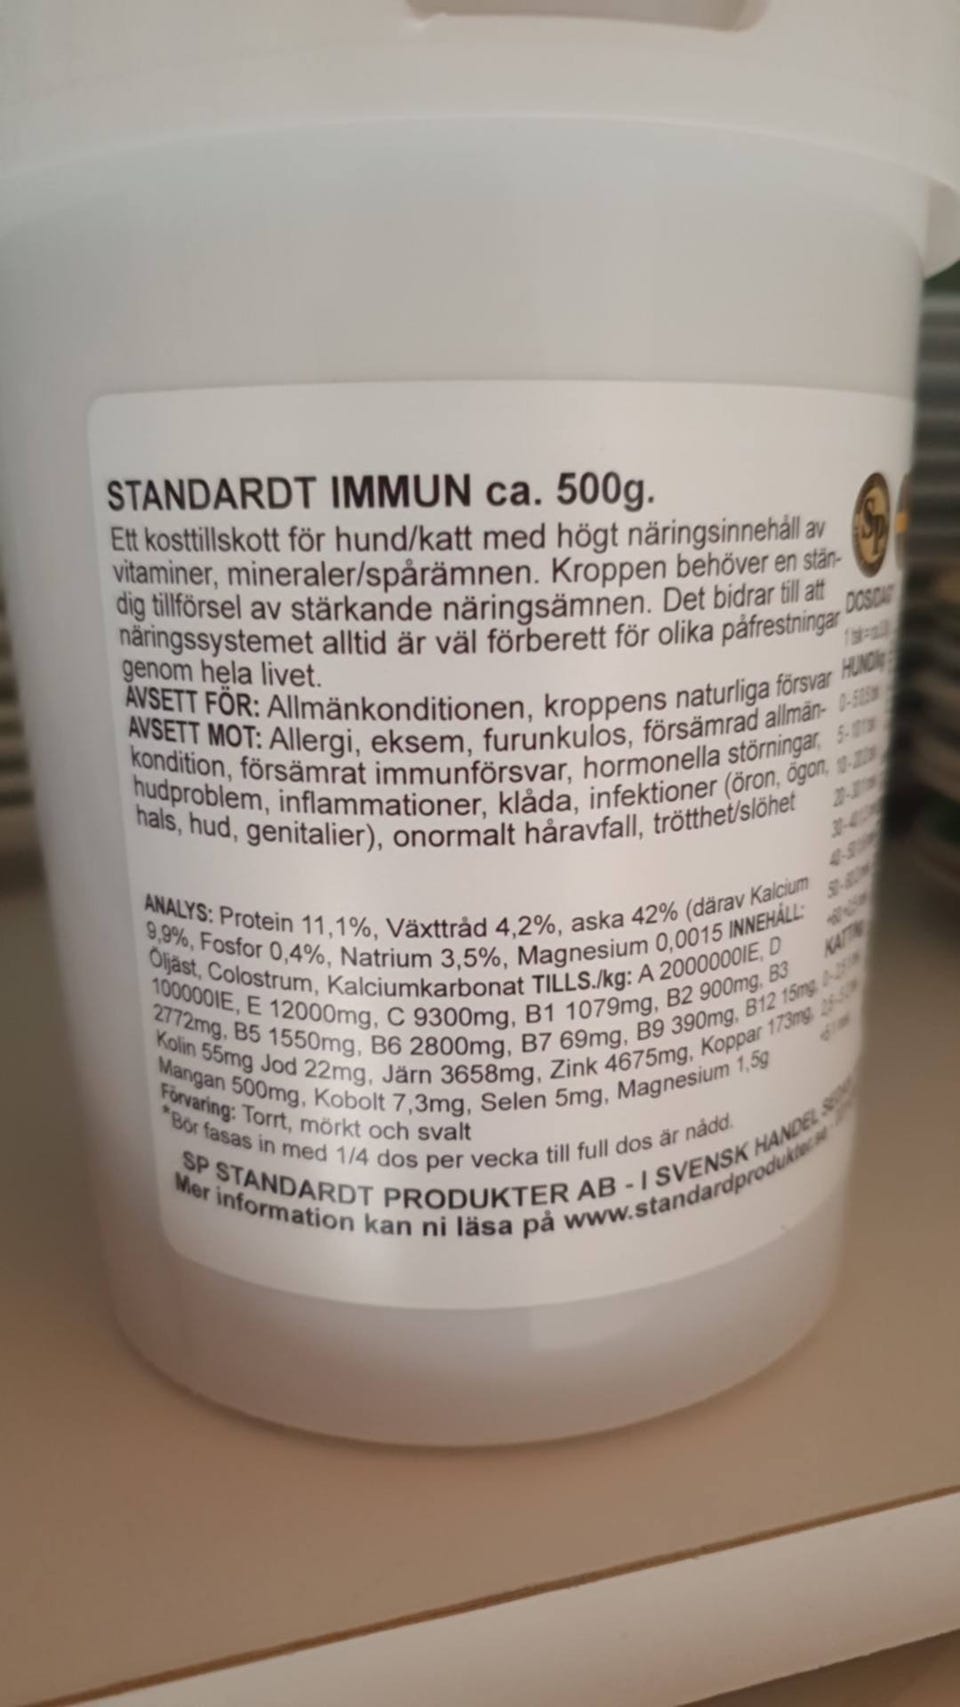 STANDARDT IMMUN ca. 500g.
Ett kosttillskott för hund/katt med högt näringsinnehåll av
vitaminer, mineraler/spårämnen. Kroppen behöver en stän-
dig tillförsel av stärkande näringsämnen. Det bidrar till att
näringssystemet alltid är väl förberett för olika påfrestningar
genom hela livet.
AVSETT FÖR: Allmänkonditionen, kroppens naturliga försvar
AVSETT MOT: Allergi, eksem, furunkulos, försämrad allmän-
kondition, försämrat immunförsvar, hormonella störningar,
hudproblem, inflammationer, klåda, infektioner (öron, ögon,
hals, hud, genitalier), onormalt håravfall, trötthet/slöhet
ANALYS: Protein 11,1%, Växttråd 4,2%, aska 42% (därav Kalcium
9,9%, Fosfor 0,4%, Natrium 3,5%, Magnesium 0,0015 INNEHÅLL:
Öljäst, Colostrum, Kalciumkarbonat TILLS./kg: A 2000000IE, D
100000IE, E 12000mg, C 9300mg, B1 1079mg, B2 900mg, B3
2772mg, B5 1550mg, B6 2800mg, B7 69mg, B9 390mg, B12 15mg,
Kolin 55mg Jod 22mg, Järn 3658mg, Zink 4675mg, Koppar 173mg,
Mangan 500mg, Kobolt 7,3mg, Selen 5mg, Magnesium 1,5g
Förvaring: Torrt, mörkt och svalt
*Bör fasas in med 1/4 dos per vecka till full dos är nådd.
SP STANDARDT PRODUKTER AB - I SVENSK HANDEL
Mer information kan ni läsa på www.standardprodukter.se
SP
HUND/kg